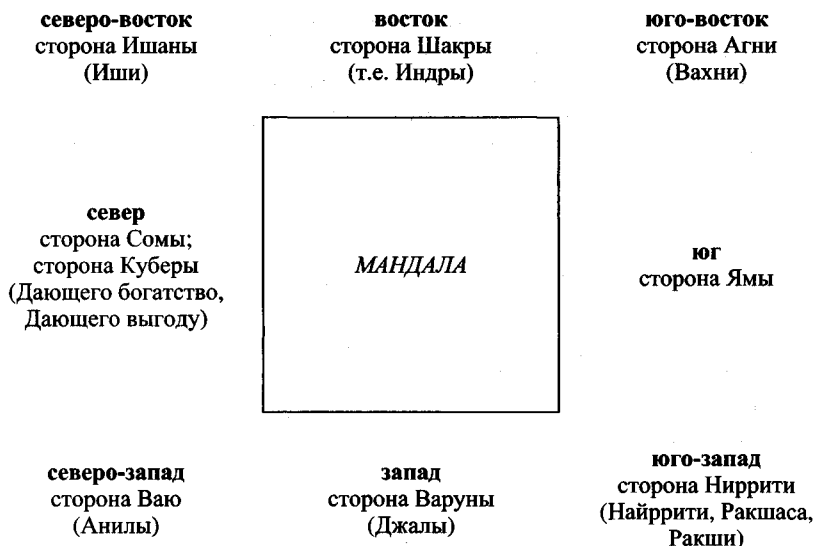 северо-восток
сторона Ишаны
(Иши)
восток
сторона Шакры
(т.е. Индры)
юго-восток
сторона Агни
(Вахни)
север
сторона Сомы;
сторона Куберы
(Дающего богатство,
Дающего выгоду)
МАНДАЛА
юг
сторона Ямы
северо-запад
сторона Ваю
(Анилы)
запад
сторона Варуны
(Джалы)
юго-запад
сторона Ниррити
(Найррити, Ракшаса,
Ракши)